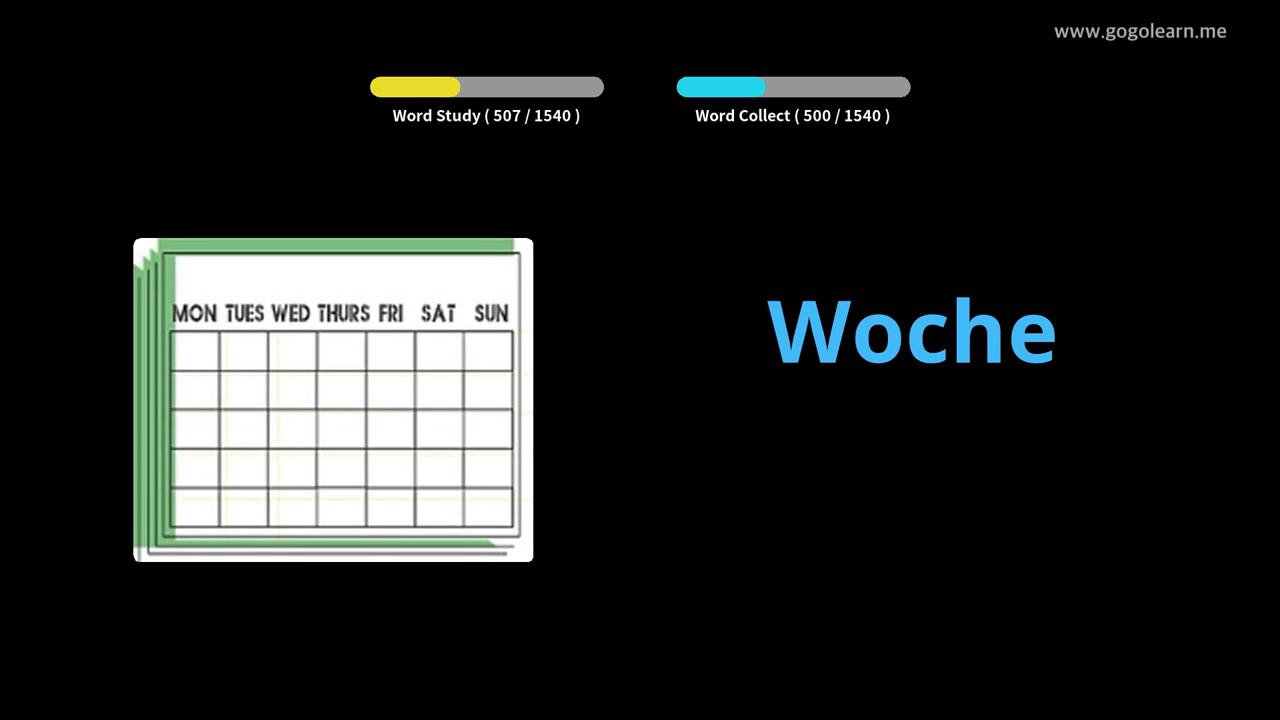 www.gogolearn.me
Word Study ( 507 / 1540 )
Word Collect ( 500 / 1540 )
MON TUES WED THURS FRI SAT SUN
Woche